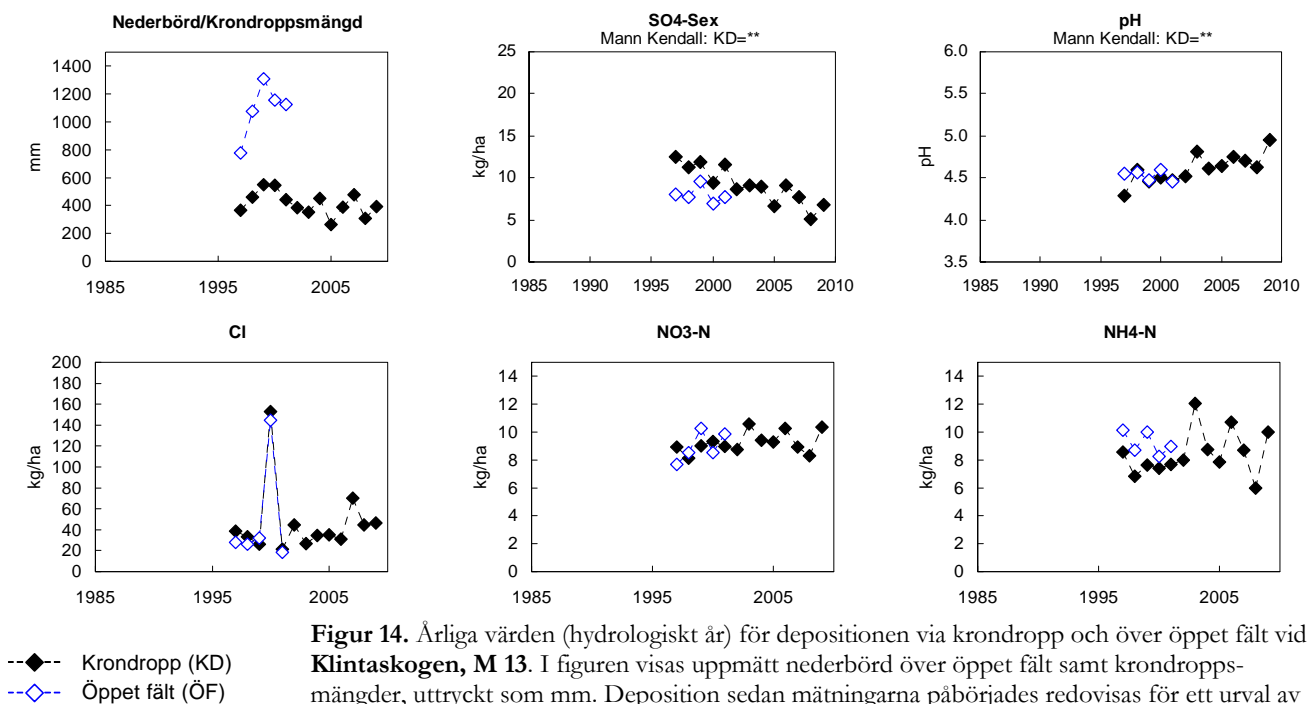 Nederbörd/Krondroppsmängd
1400
1200
1000
800
600
400
200
0
mm
1985 1995 2005
SO4-Sex
Mann Kendall: KD=**
25
20
15
10
5
0
kg/ha
1985 1990 1995 2000 2005 2010
pH
Mann Kendall: KD=**
6.0
5.0
4.5
4.0
3.5
pH
1985 1990 1995 2000 2005 2010
Cl
200
180
160
140
120
100
80
60
40
20
0
kg/ha
1985 1995 2005
NO3-N
14
12
10
8
6
4
2
0
kg/ha
1985 1995 2005
NH4-N
14
12
10
8
6
4
2
0
kg/ha
1985 1995 2005
Krondropp (KD)
Öppet fält (ÖF)
Figur 14. Årliga värden (hydrologiskt år) för depositionen via krondropp och över öppet fält vid
Klintaskogen, M 13. I figuren visas uppmätt nederbörd över öppet fält samt krondropps-
mängder, uttryckt som mm. Deposition sedan mätningarna påbörjades redovisas för ett urval av